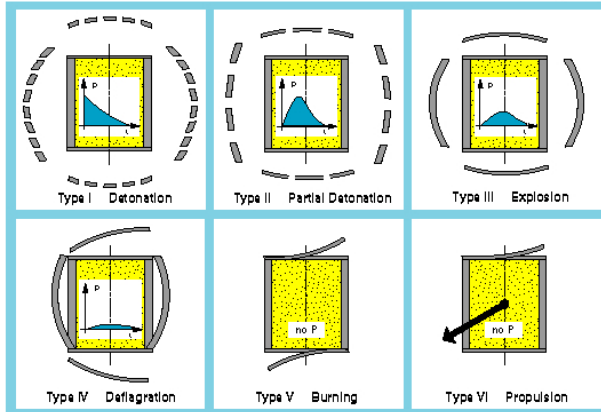 P
t
Type I Detonation
P
t
Type II Partial Detonation
P
t
Type III Explosion
P
t
Type IV Deflagration
no P
Type V Burning
no P
Type VI Propulsion